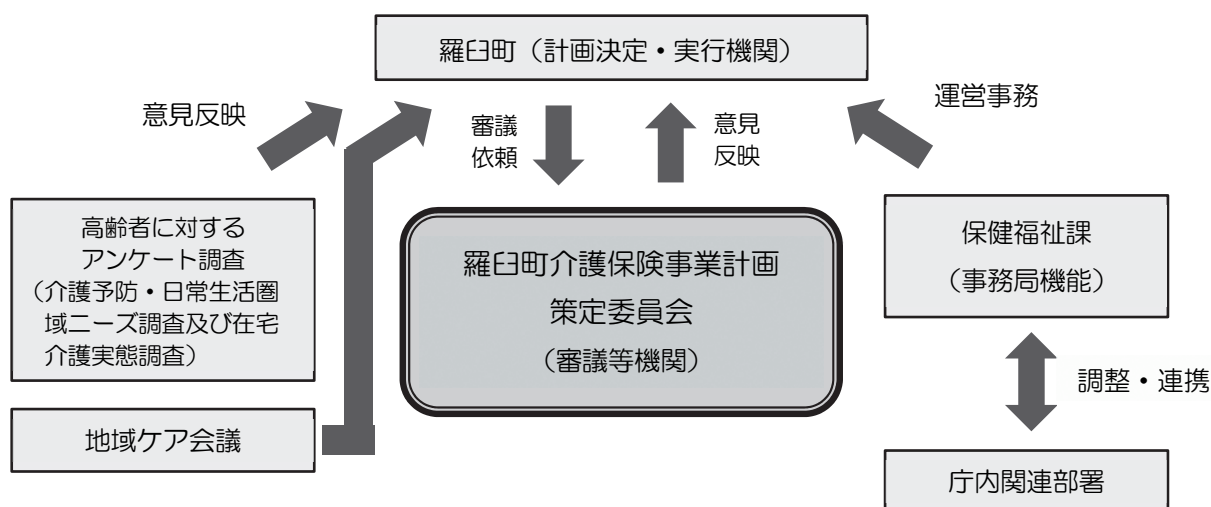 羅臼町（計画決定・実行機関）
意見反映
審議
依頼
意見
反映
運営事務
高齢者に対する
アンケート調査
（介護予防・日常生活圏
域ニーズ調査及び在宅
介護実態調査）
羅臼町介護保険事業計画
策定委員会
（審議等機関）
保健福祉課
（事務局機能）
調整・連携
地域ケア会議
庁内関連部署